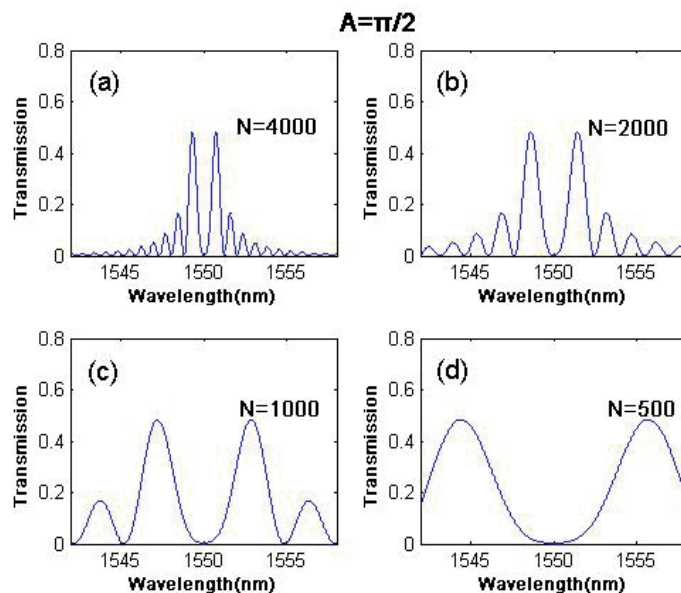 A=π/2
(a)
N=4000
Transmission
0.8
0.6
0.4
0.2
0
1545
1550
1555
Wavelength(nm)
(b)
N=2000
Transmission
0.8
0.6
0.4
0.2
0
1545
1550
1555
Wavelength(nm)
(c)
N=1000
Transmission
0.8
0.6
0.4
0.2
0
1545
1550
1555
Wavelength(nm)
(d)
N=500
Transmission
0.8
0.6
0.4
0.2
0
1545
1550
1555
Wavelength(nm)